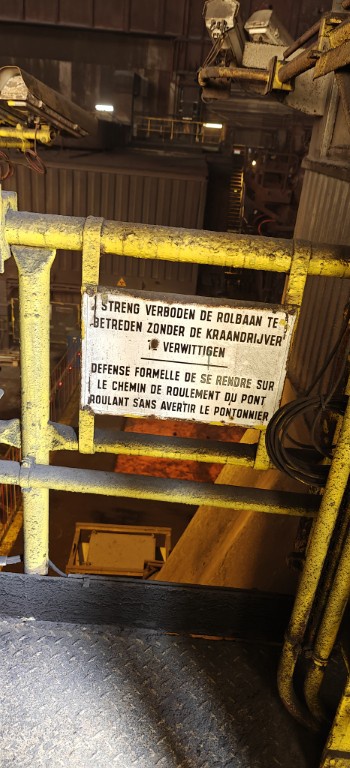 STRENG VERBODEN DE ROLBAAN TE
BETREDEN ZONDER DE KRAANDRIJVER
TE VERWITTIGEN
DEFENSE FORMELLE DE SE RENDRE SUR
LE CHEMIN DE ROULEMENT DU PONT
ROULANT SANS AVERTIR LE PONTONNIER